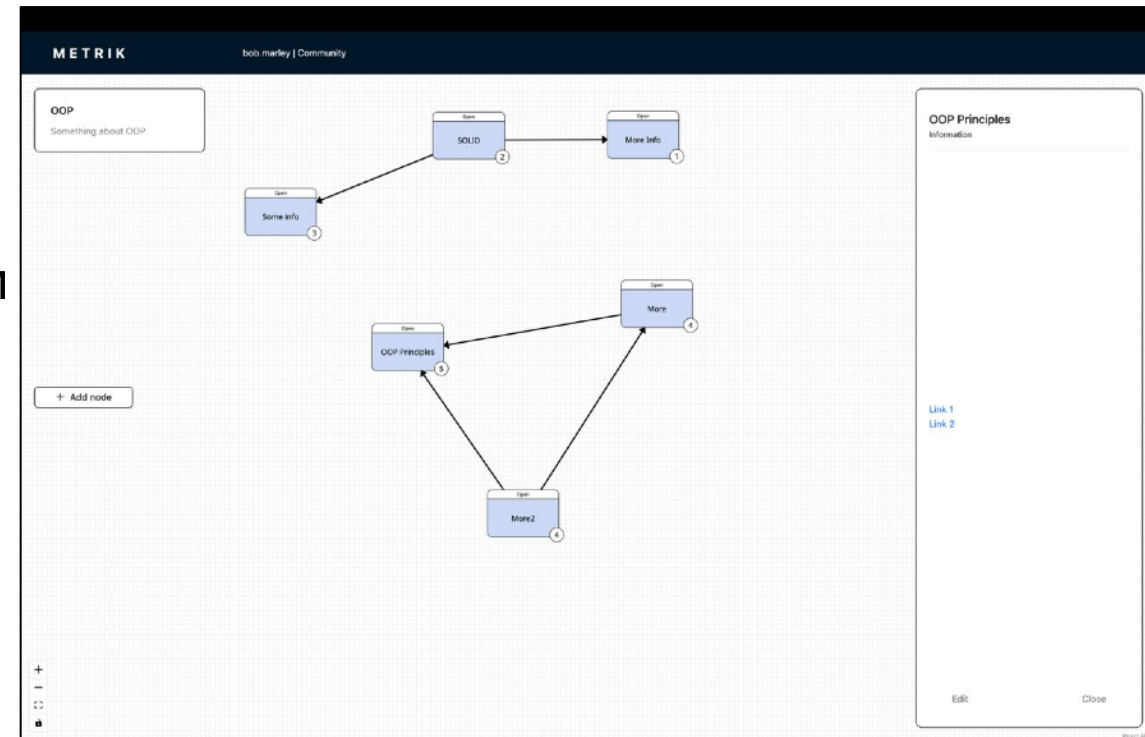 METRIK
bob.marley | Community
OOP
Something about OOP
Open
SOLID
2
Open
More Info
1
Open
Some info
3
Open
More
4
Open
OOP Principles
5
+ Add node
Open
More2
4
OOP Principles
Information
Link 1
Link 2
Edit
Close